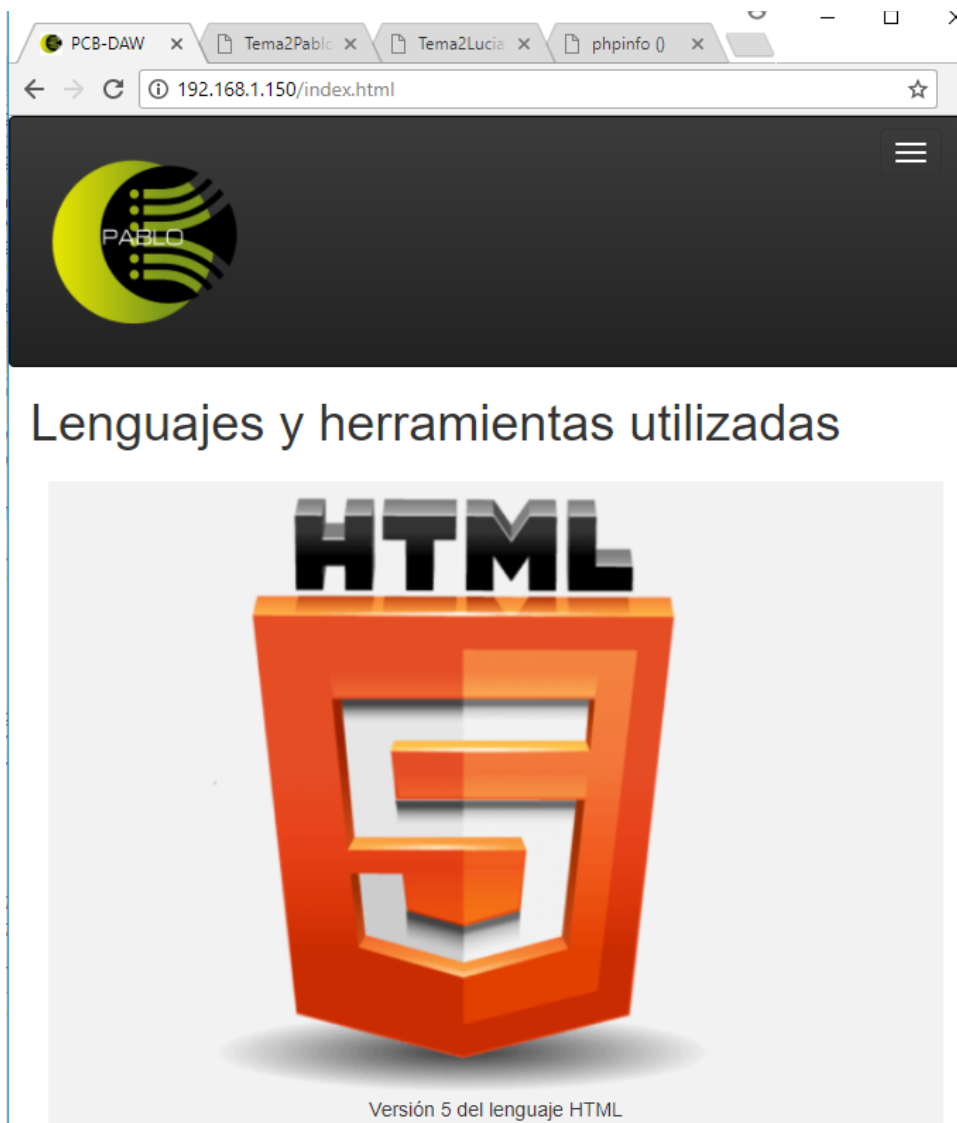 PCB-DAW
Tema2Pablo
Tema2Lucia
phpinfo ()
192.168.1.150/index.html
PABLO
Lenguajes y herramientas utilizadas
HTML
5
Versión 5 del lenguaje HTML